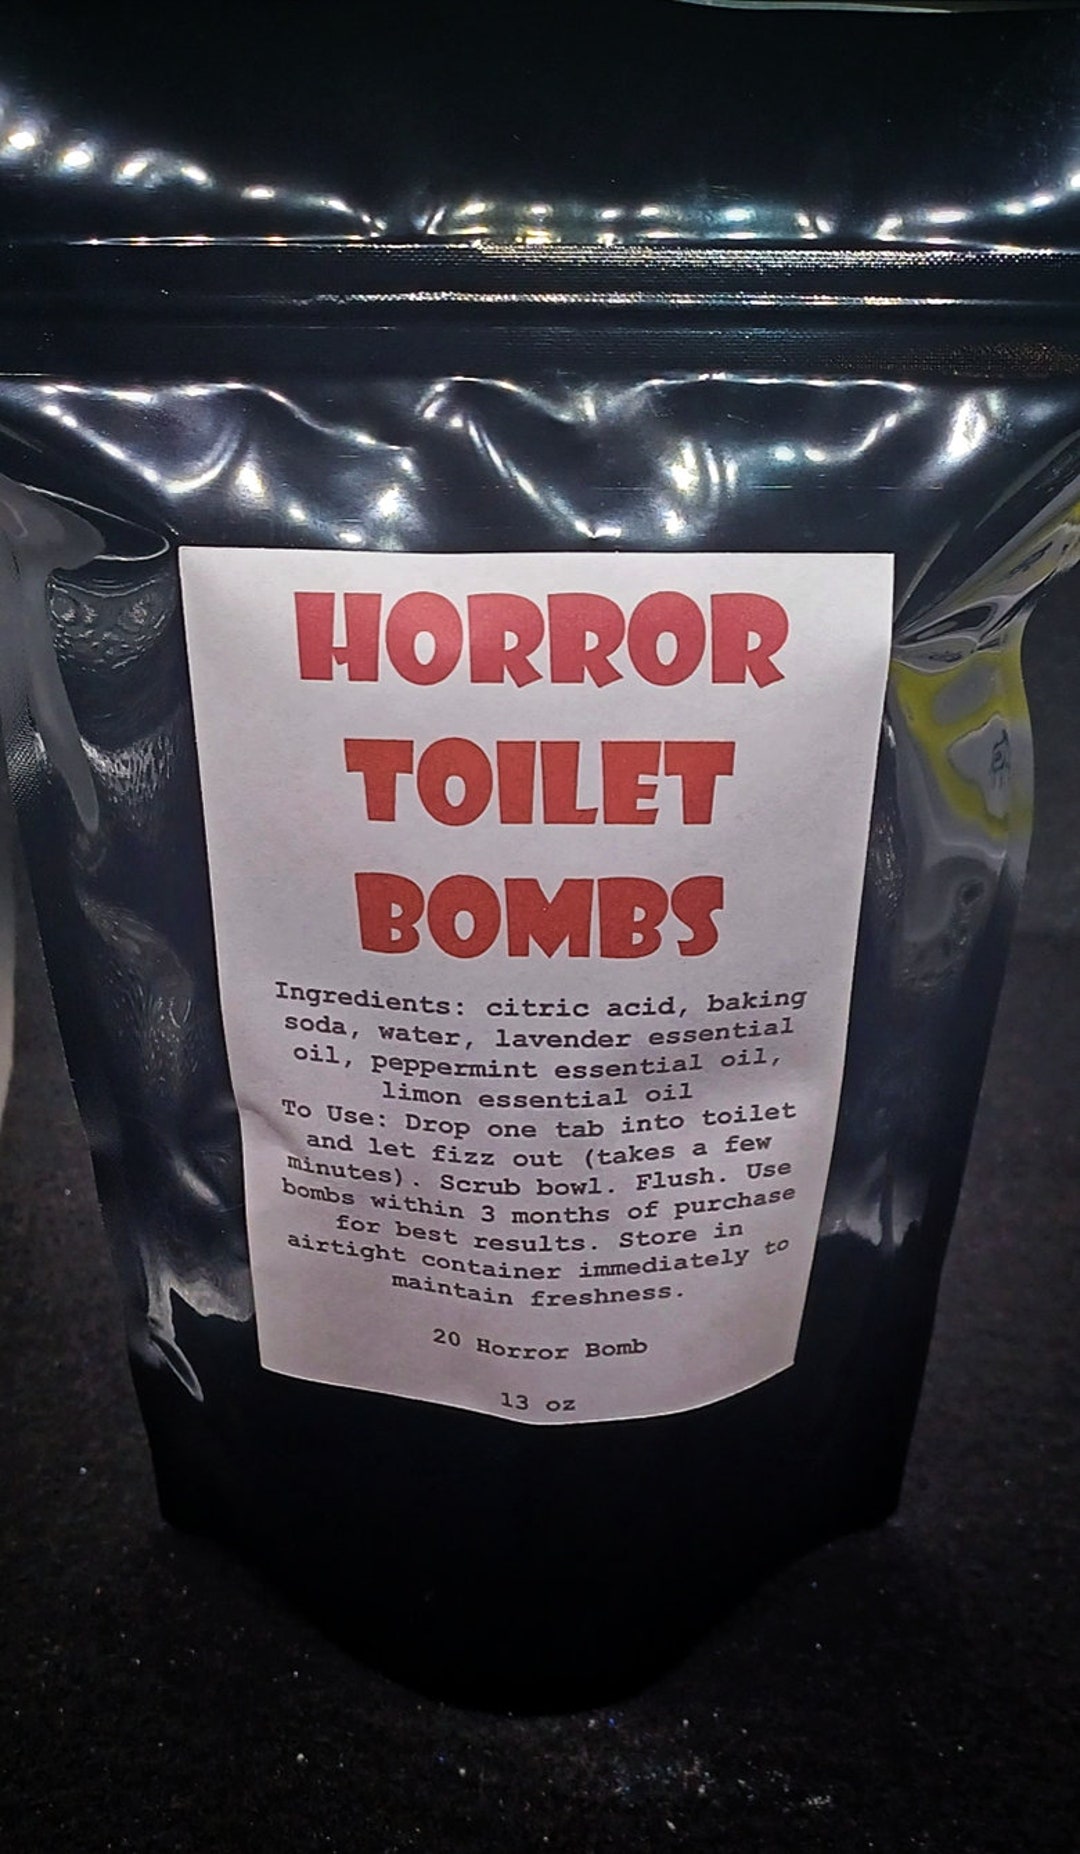 HORROR
TOILET
BOMBS
Ingredients: citric acid, baking
soda, water, lavender essential
oil, peppermint essential oil,
limon essential oil
To Use: Drop one tab into toilet
and let fizz out (takes a few
minutes). Scrub bowl. Flush. Use
bombs within 3 months of purchase
for best results. Store in
airtight container immediately to
maintain freshness.
20 Horror Bomb
13 oz